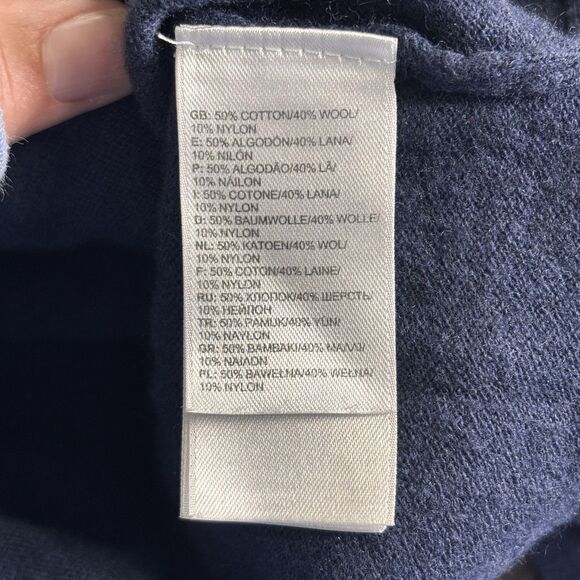 GB: 50% COTTON/40% WOOL/
10% NYLON
E: 50% ALGODÓN/40% LANA/
10% NILÓN
P: 50% ALGODÃO/40% LÃ/
10% NÁILON
I: 50% COTONE/40% LANA/
10% NYLON
D: 50% BAUMWOLLE/40% WOLLE/
10% NYLON
NL: 50% KATOEN/40% WOL/
10% NYLON
F: 50% COTON/40% LAINE/
10% NYLON
RU: 50% ХЛОПОК/40% ШЕРСТЬ/
10% НЕЙЛОН
TR: 50% PAMUK/40% YÜN/
10% NAYLON
GR: 50% ΒΑΜΒΑΚΙ/40% ΜΑΛΛΙ/
10% ΝΑΙΛΟΝ
PL: 50% BAWEŁNA/40% WEŁNA/
10% NYLON